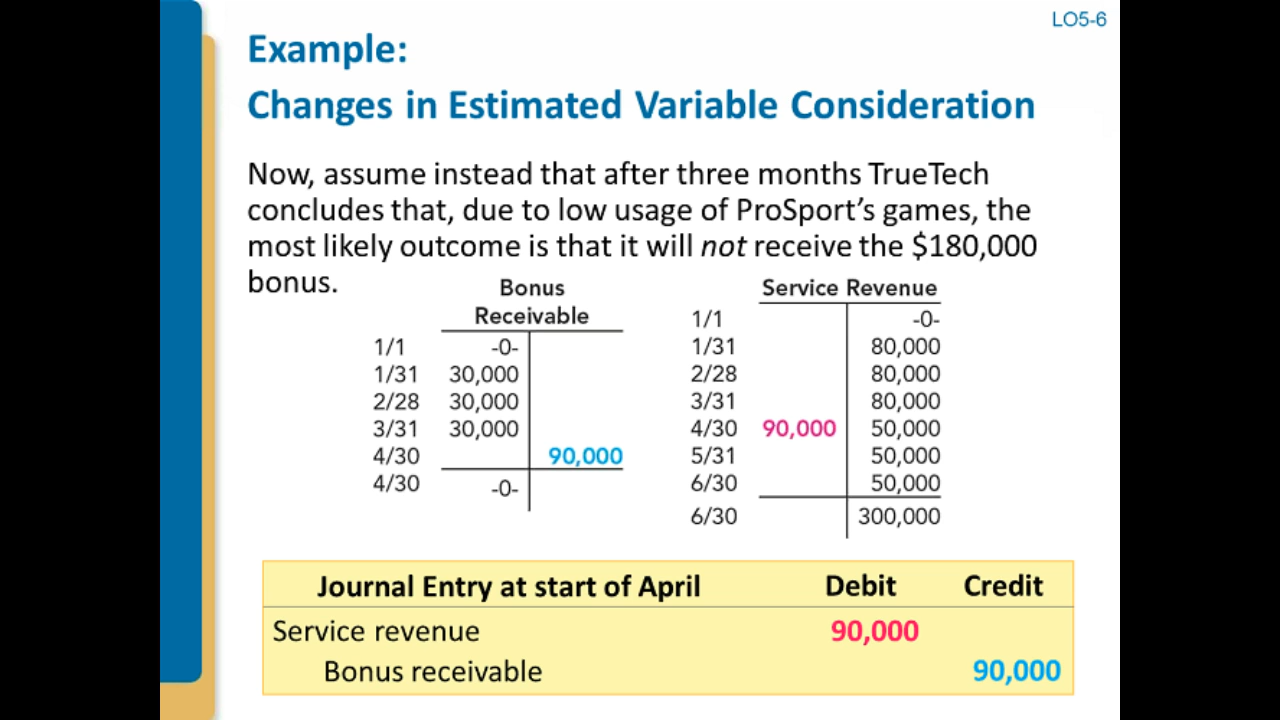 LO5-6
Example:
Changes in Estimated Variable Consideration
Now, assume instead that after three months TrueTech
concludes that, due to low usage of ProSport’s games, the
most likely outcome is that it will not receive the $180,000
bonus.
Bonus
Receivable
1/1 -0-
1/31 30,000
2/28 30,000
3/31 30,000
4/30 90,000
4/30 -0-
Service Revenue
1/1 -0-
1/31 80,000
2/28 80,000
3/31 80,000
4/30 90,000 50,000
5/31 50,000
6/30 50,000
6/30 300,000
Journal Entry at start of April Debit Credit
Service revenue 90,000
Bonus receivable 90,000